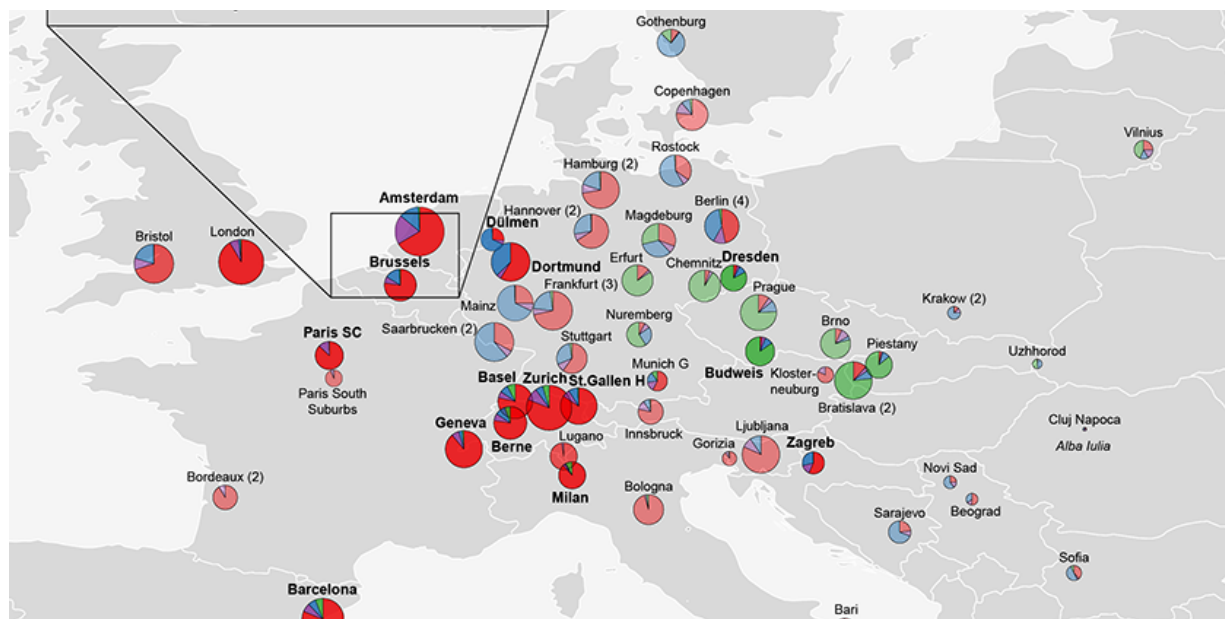 Gothenburg
Copenhagen
Vilnius
Rostock
Hamburg (2)
Amsterdam
Berlin (4)
Hannover (2)
Magdeburg
Dülmen
Bristol
London
Brussels
Dortmund
Erfurt
Chemnitz
Dresden
Frankfurt (3)
Prague
Mainz
Krakow (2)
Nuremberg
Brno
Saarbrucken (2)
Paris SC
Stuttgart
Piestany
Uzhhorod
Munich G
Budweis
Kloster-
neuburg
Basel
Zurich
St.Gallen H
Paris South
Suburbs
Bratislava (2)
Geneva
Berne
Lugano
Innsbruck
Gorizia
Ljubljana
Zagreb
Cluj Napoca
Alba Iulia
Bordeaux (2)
Milan
Bologna
Novi Sad
Beograd
Sarajevo
Sofia
Barcelona
Bari